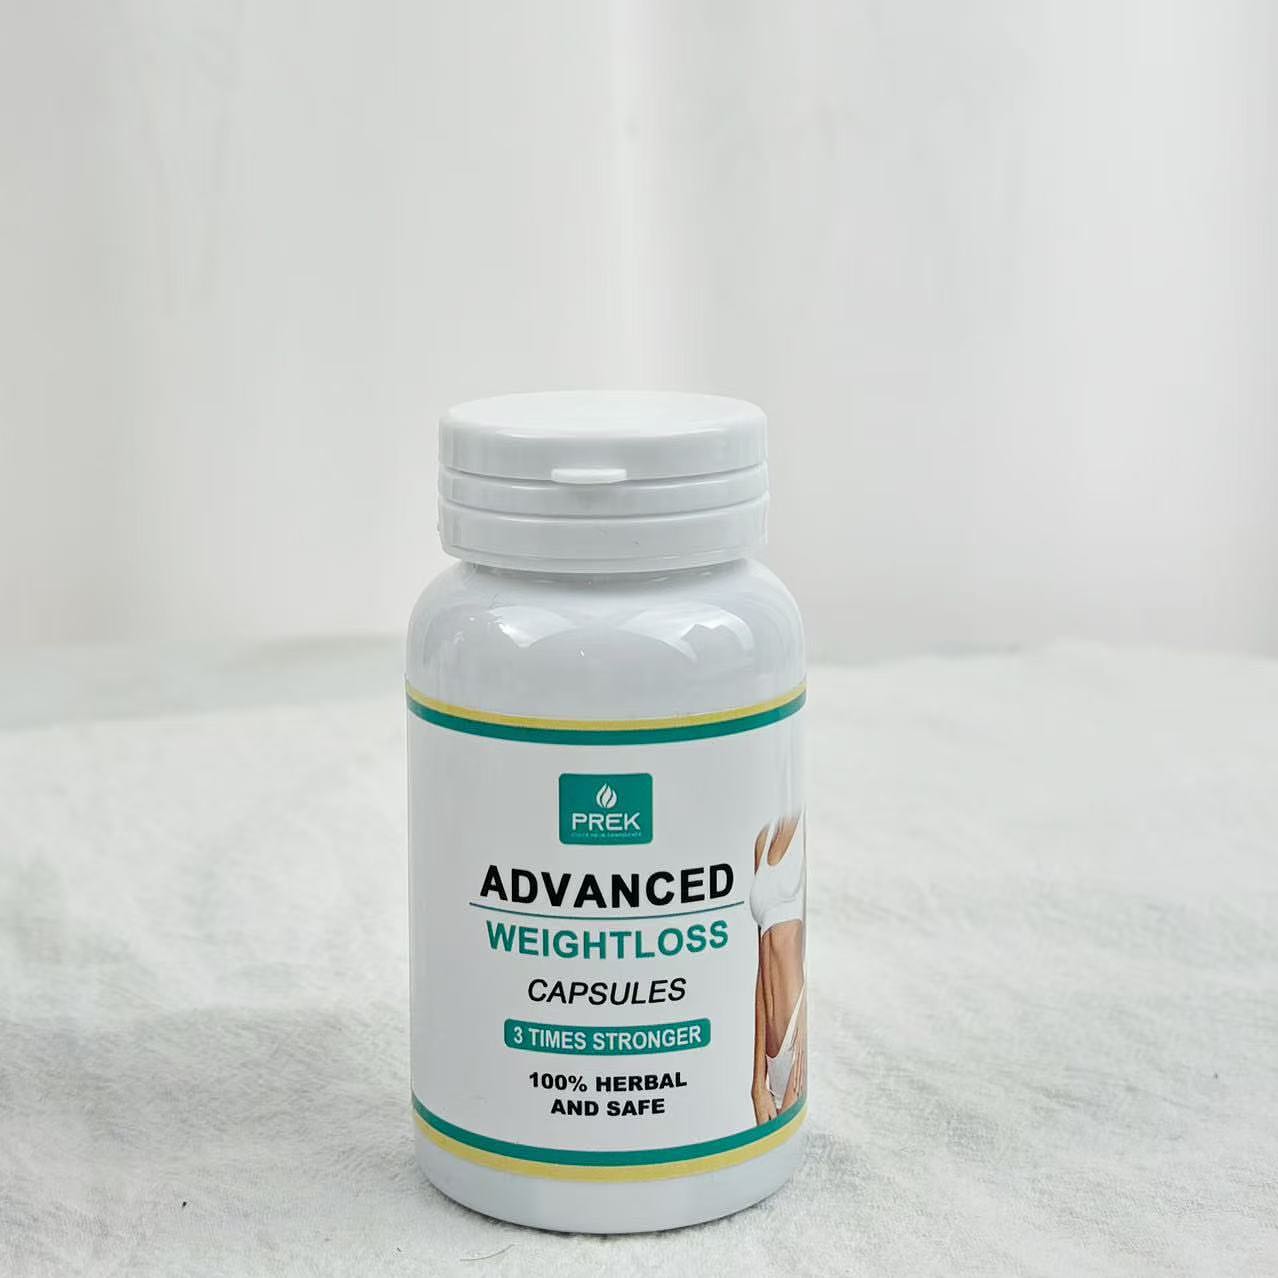 PREK
ADVANCED
WEIGHTLOSS
CAPSULES
3 TIMES STRONGER
100% HERBAL
AND SAFE